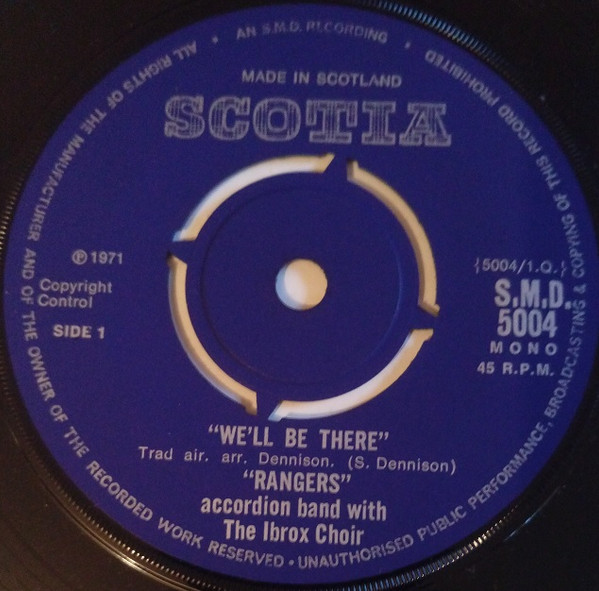 AN S.M.D. RECORDING
ALL RIGHTS OF THE MANUFACTURER AND OF THE OWNER OF THE RECORDED WORK RESERVED • UNAUTHORISED PUBLIC PERFORMANCE, BROADCASTING & COPYING OF THIS RECORD PROHIBITED
MADE IN SCOTLAND
SCOTIA
℗ 1971
Copyright
Control
SIDE 1
{5004/1.Q.}
S.M.D.
5004
MONO
45 R.P.M.
"WE'LL BE THERE"
Trad air. arr. Dennison. (S. Dennison)
"RANGERS"
accordion band with
The Ibrox Choir